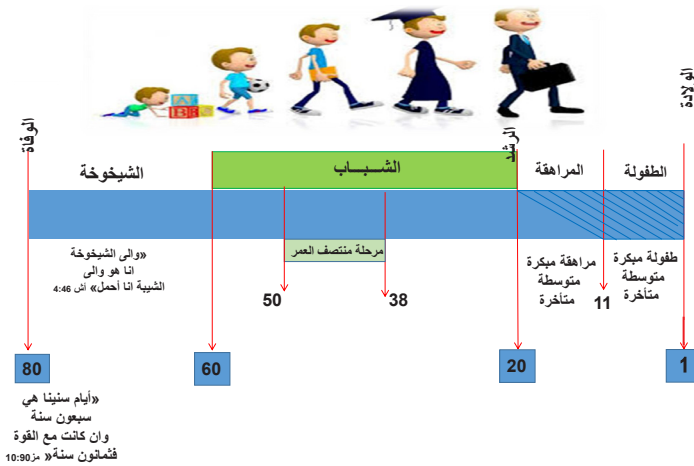 الولادة
الرشد
الوفاة
الطفولة
المراهقة
الشـــبـــاب
الشيخوخة
طفولة مبكرة
متوسطة
متأخرة
مراهقة مبكرة
متوسطة
متأخرة
مرحلة منتصف العمر
«والى الشيخوخة
انا هو والى
الشيبة انا أحمل» أش 4:46
11
38
50
1
20
60
80
«أيام سنينا هي
سبعون سنة
وان كانت مع القوة
فثمانون سنة« مز10:90